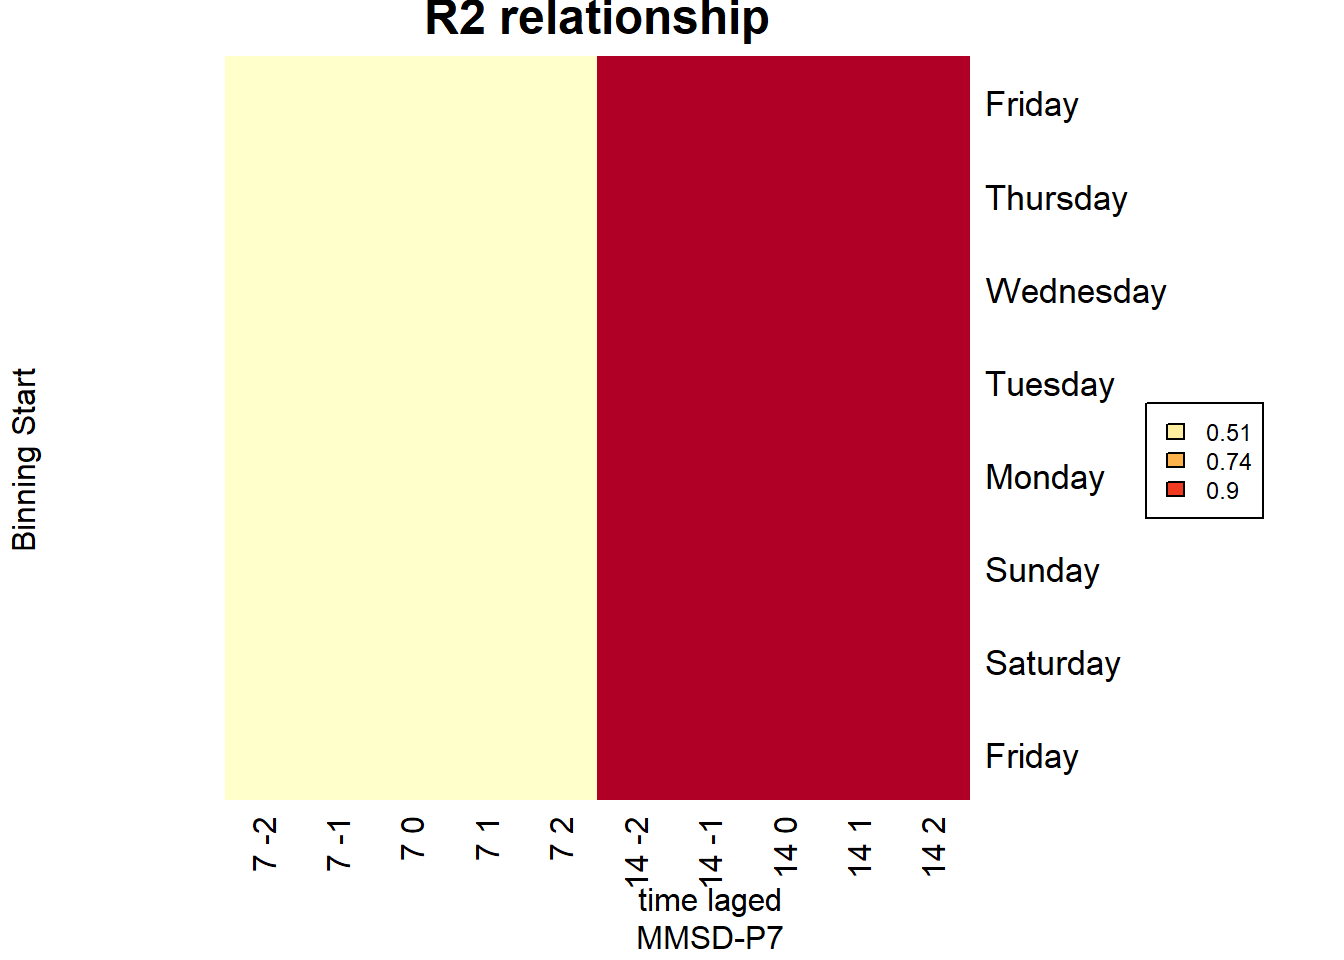 R2 relationship
Friday
Thursday
Wednesday
Tuesday
Monday
Sunday
Saturday
Friday
Binning Start
0.51
0.74
0.9
7 -2
7 -1
7 0
7 1
7 2
14 -2
14 -1
14 0
14 1
14 2
time laged
MMSD-P7